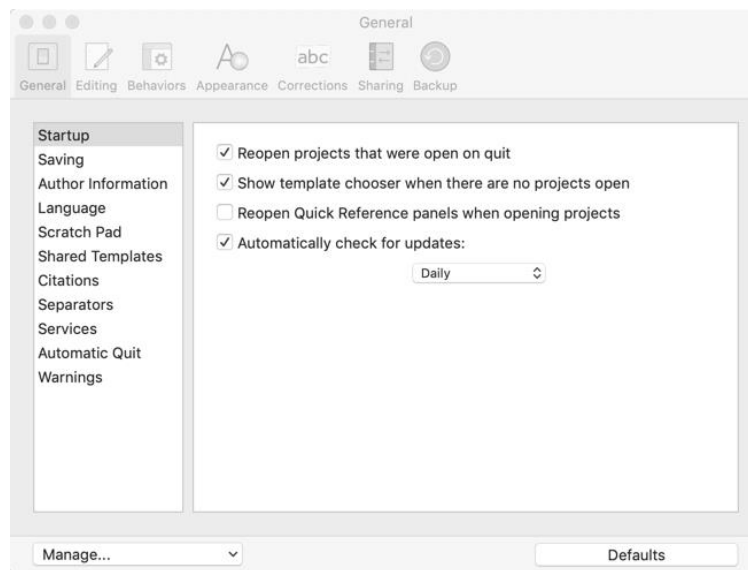 General
abc
General Editing Behaviors Appearance Corrections Sharing Backup
Startup
Saving
Author Information
Language
Scratch Pad
Shared Templates
Citations
Separators
Services
Automatic Quit
Warnings
Reopen projects that were open on quit
Show template chooser when there are no projects open
Reopen Quick Reference panels when opening projects
Automatically check for updates:
Daily
Manage...
Defaults